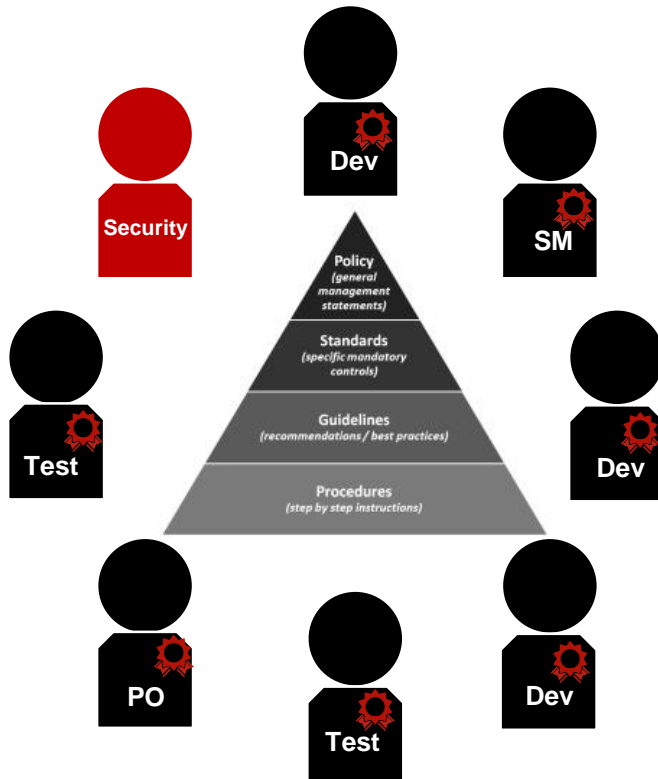 Dev
Security
SM
Policy
(general
management
statements)
Standards
(specific mandatory
controls)
Test
Dev
Guidelines
(recommendations / best practices)
Procedures
(step by step instructions)
PO
Dev
Test